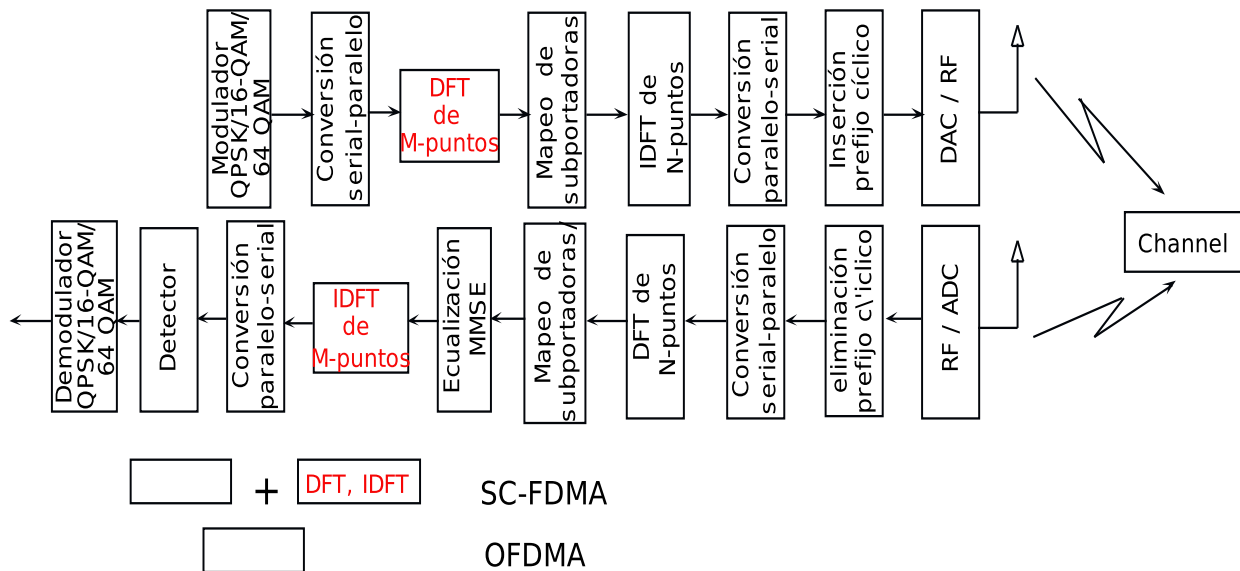 Modulador
QPSK/16-QAM/
64 QAM
Conversión
serial-paralelo
DFT
de
M-puntos
Mapeo de
subportadoras
IDFT de
N-puntos
Conversión
paralelo-serial
Inserción
prefijo cíclico
DAC / RF
Channel
Demodulador
QPSK/16-QAM/
64 QAM
Detector
Conversión
paralelo-serial
IDFT
de
M-puntos
Ecualización
MMSE
Mapeo de
subportadoras/
DFT de
N-puntos
Conversión
serial-paralelo
eliminación
prefijo c\'iclico
RF / ADC
+
DFT, IDFT
SC-FDMA
OFDMA